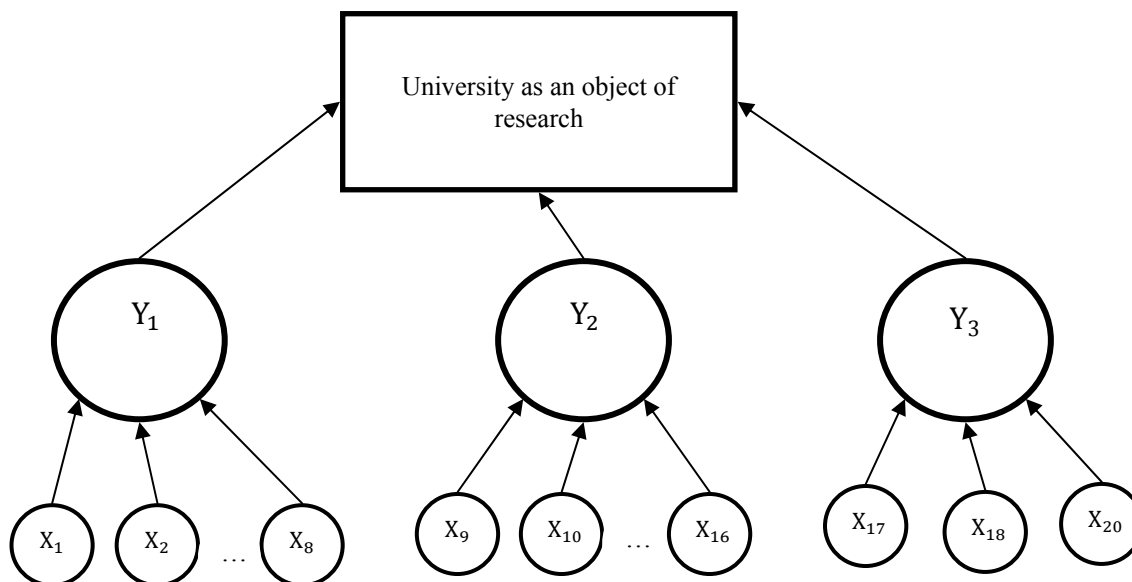 University as an object of
research
Y₁
Y₂
Y₃
X₁
X₂
...
X₈
X₉
X₁₀
...
X₁₆
X₁₇
X₁₈
X₂₀